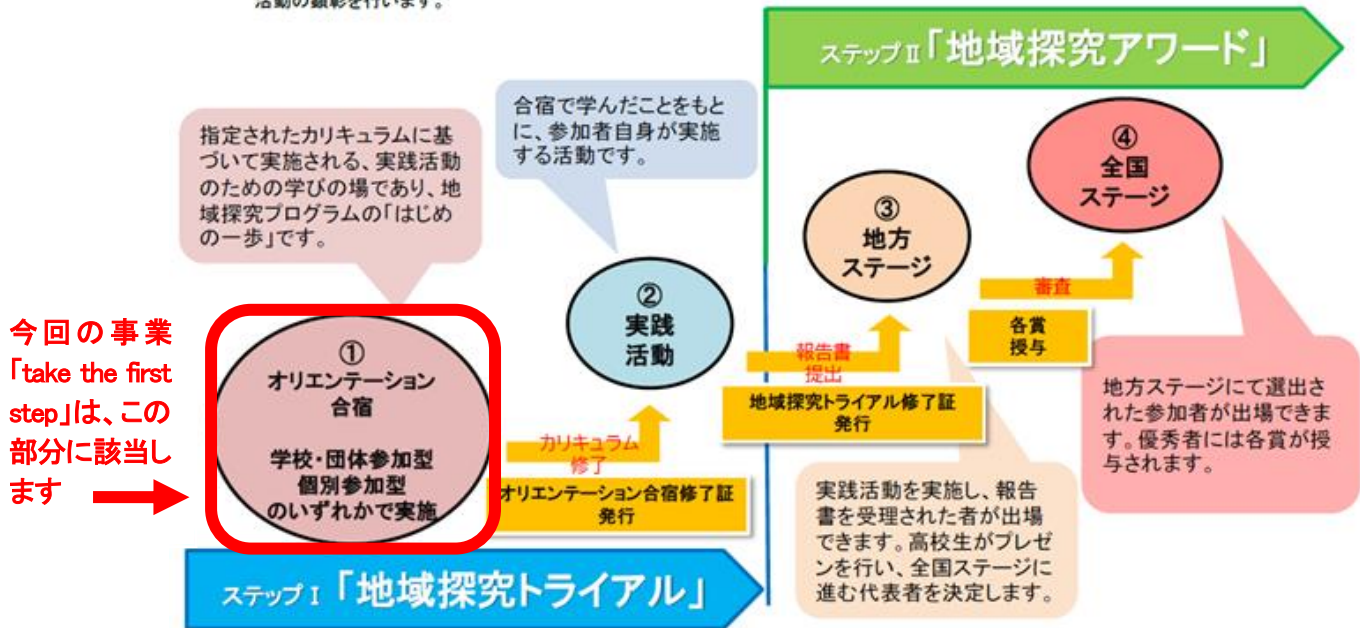 活動の顕彰を行います。
ステップⅡ「地域探究アワード」
指定されたカリキュラムに基
づいて実施される、実践活動
のための学びの場であり、地
域探究プログラムの「はじめ
の一歩」です。
合宿で学んだことをもと
に、参加者自身が実施
する活動です。
④
全国
ステージ
③
地方
ステージ
②
実践
活動
今回の事業
「take the first
step」は、この
部分に該当し
ます
①
オリエンテーション
合宿
学校・団体参加型
個別参加型
のいずれかで実施
カリキュラム
修了
オリエンテーション合宿修了証
発行
報告書
提出
地域探究トライアル修了証
発行
審査
各賞
授与
地方ステージにて選出さ
れた参加者が出場できま
す。優秀者には各賞が授
与されます。
実践活動を実施し、報告
書を受理された者が出場
できます。高校生がプレゼ
ンを行い、全国ステージに
進む代表者を決定します。
ステップⅠ「地域探究トライアル」